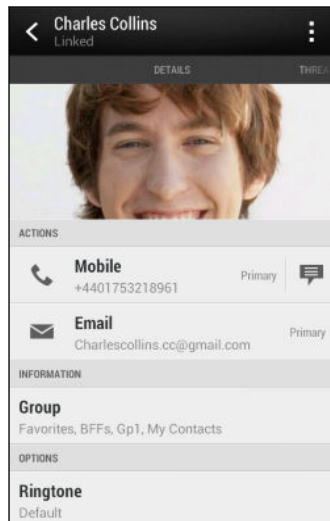 Charles Collins
Linked
DETAILS
THREA
ACTIONS
Mobile
+4401753218961
Primary
Email
Charlescollins.cc@gmail.com
Primary
INFORMATION
Group
Favorites, BFFs, Gp1, My Contacts
OPTIONS
Ringtone
Default